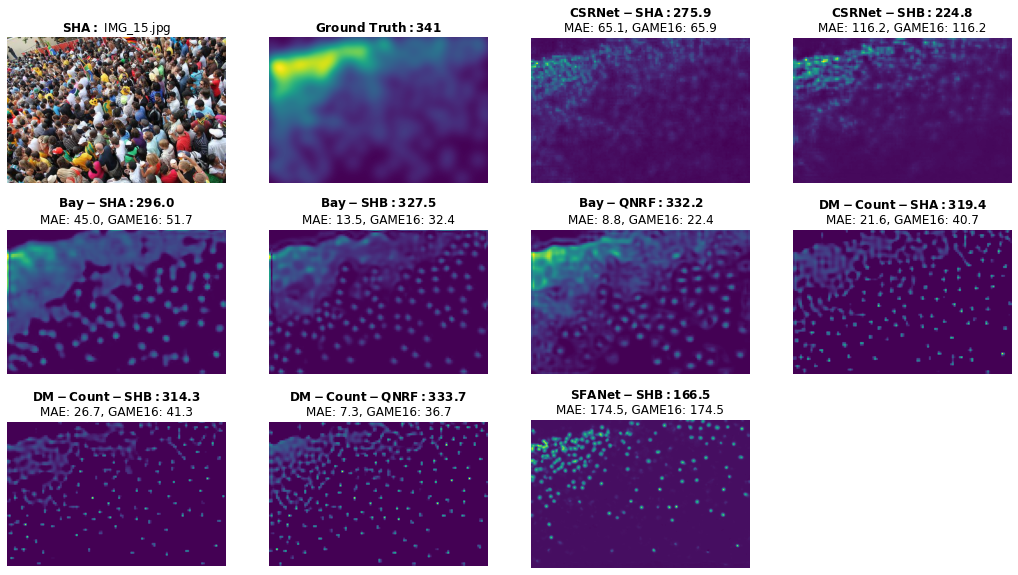 SHA: IMG_15.jpg
Ground Truth: 341
CSRNet − SHA: 275.9
MAE: 65.1, GAME16: 65.9
CSRNet − SHB: 224.8
MAE: 116.2, GAME16: 116.2
Bay − SHA: 296.0
MAE: 45.0, GAME16: 51.7
Bay − SHB: 327.5
MAE: 13.5, GAME16: 32.4
Bay − QNRF: 332.2
MAE: 8.8, GAME16: 22.4
DM − Count − SHA: 319.4
MAE: 21.6, GAME16: 40.7
DM − Count − SHB: 314.3
MAE: 26.7, GAME16: 41.3
DM − Count − QNRF: 333.7
MAE: 7.3, GAME16: 36.7
SFANet − SHB: 166.5
MAE: 174.5, GAME16: 174.5